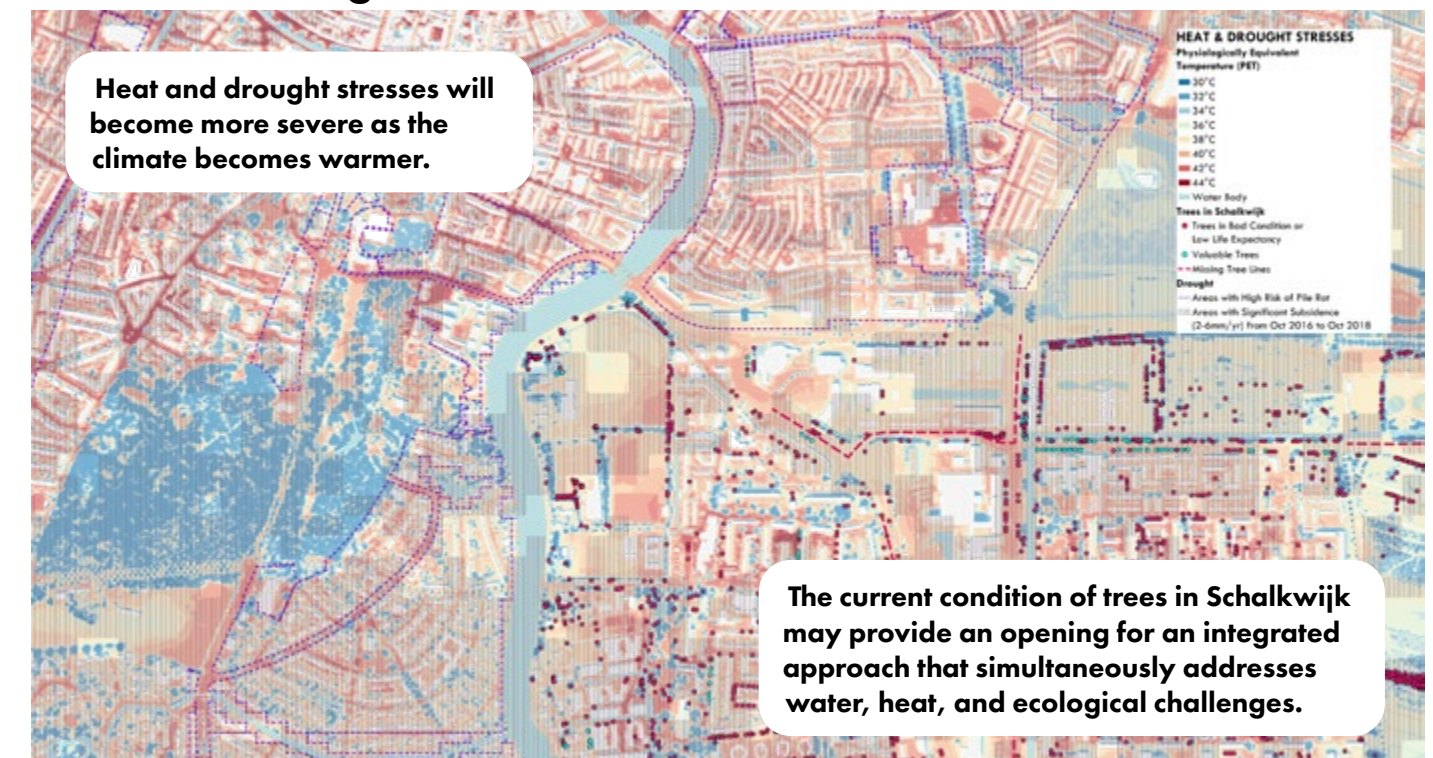 Heat and drought stresses will
become more severe as the
climate becomes warmer.
HEAT & DROUGHT STRESSES
Physiologically Equivalent
Temperature (PET)
30°C
32°C
34°C
36°C
38°C
40°C
42°C
44°C
Water Body
Trees in Schalkwijk
Trees in Bad Condition or
Low Life Expectancy
Valuable Trees
Missing Tree Lines
Drought
Areas with High Risk of Pile Rot
Areas with Significant Subsidence
(2-6mm/yr) from Oct 2016 to Oct 2018
The current condition of trees in Schalkwijk
may provide an opening for an integrated
approach that simultaneously addresses
water, heat, and ecological challenges.